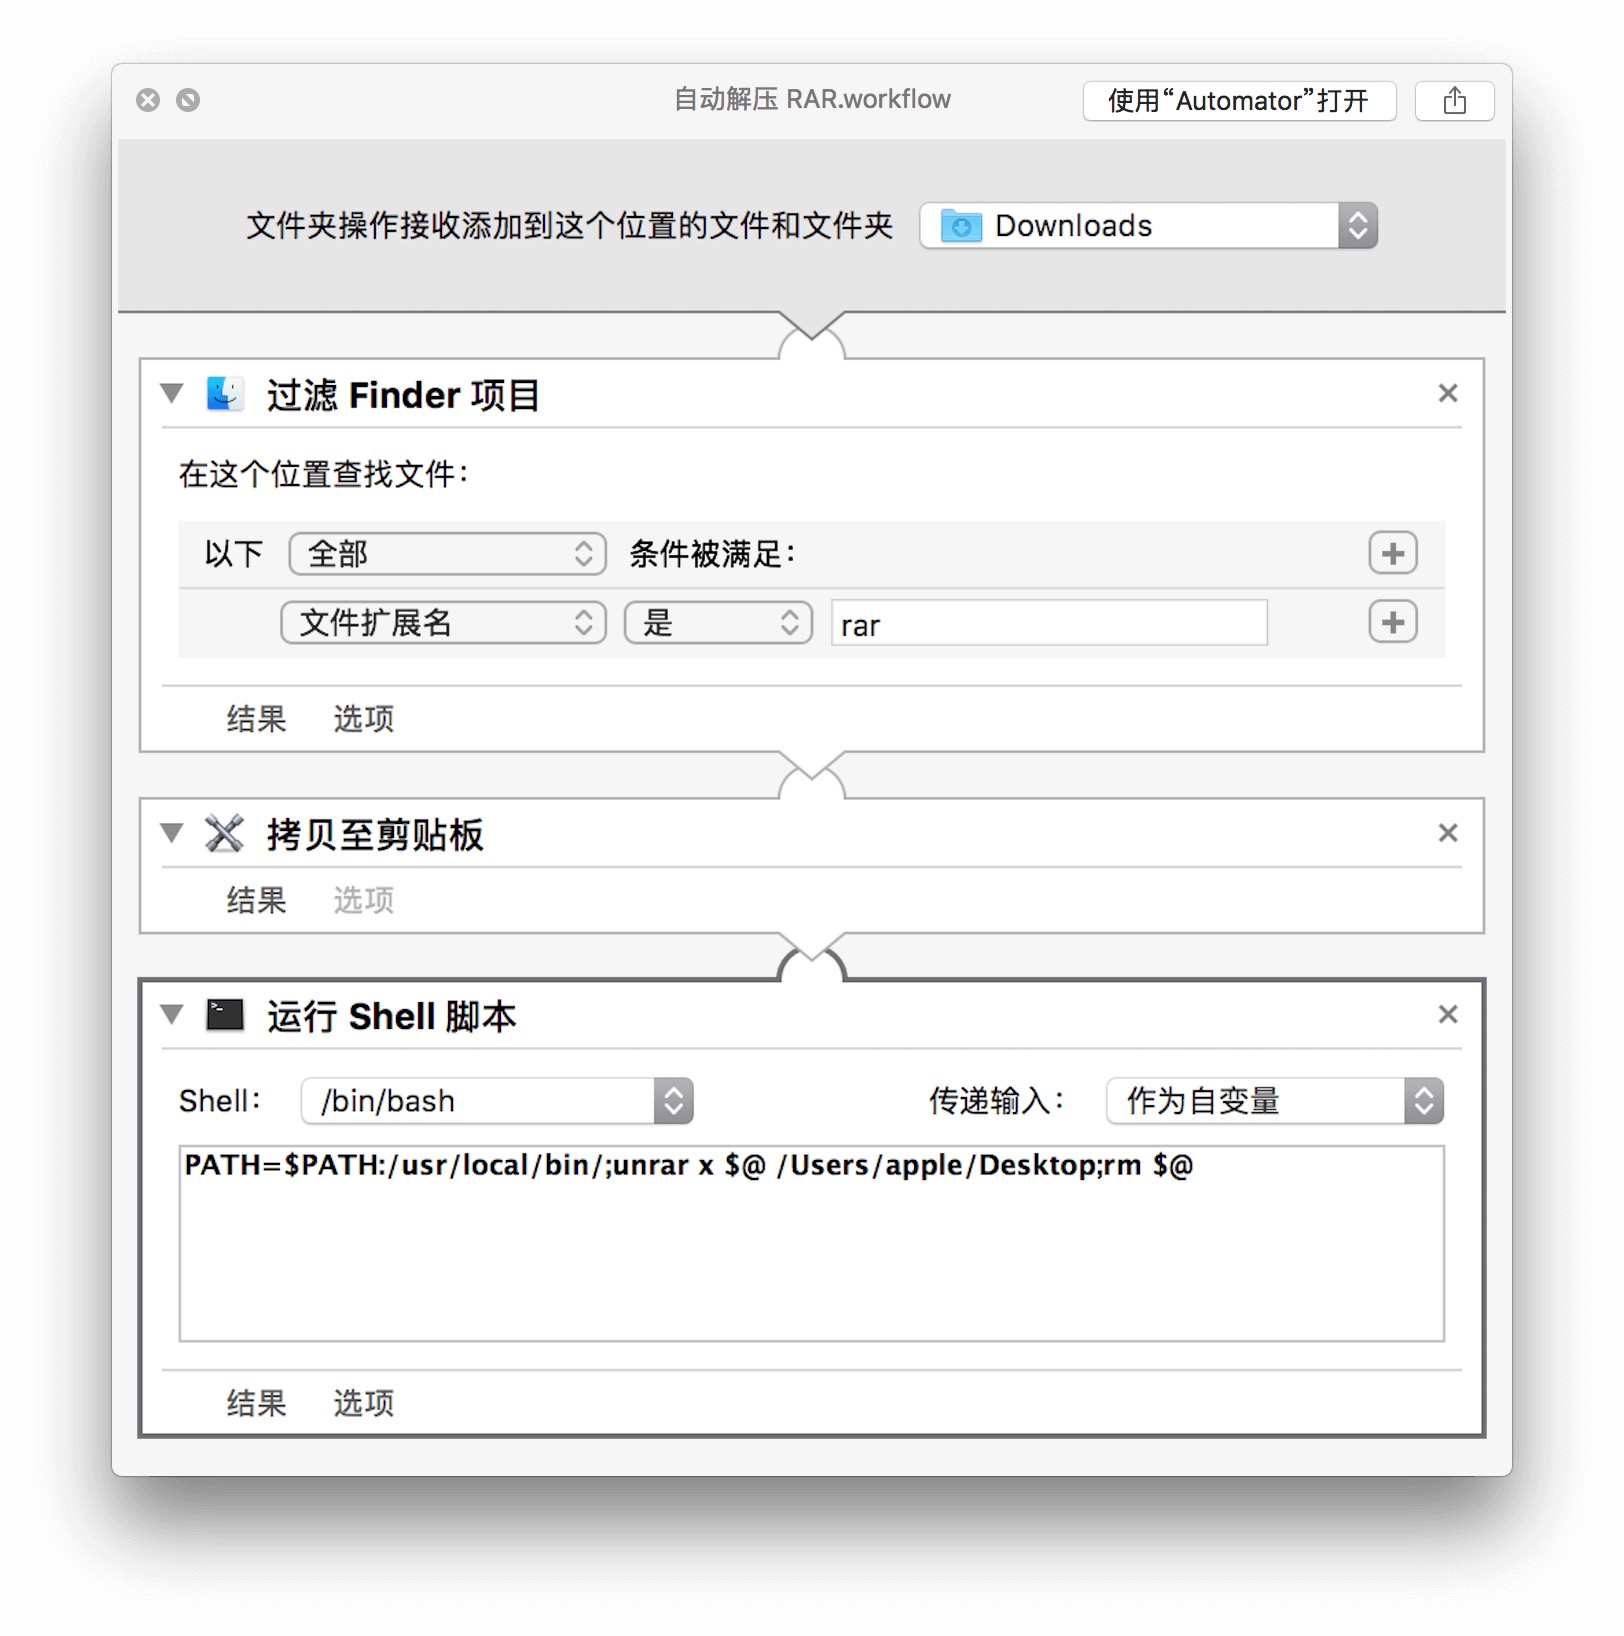 自动解压 RAR.workflow
使用“Automator”打开
文件夹操作接收添加到这个位置的文件和文件夹 Downloads
过滤 Finder 项目
在这个位置查找文件：
以下 全部 条件被满足：
文件扩展名 是 rar
结果 选项
拷贝至剪贴板
结果 选项
运行 Shell 脚本
Shell： /bin/bash 传递输入： 作为自变量
PATH=$PATH:/usr/local/bin/;unrar x $@ /Users/apple/Desktop;rm $@
结果 选项